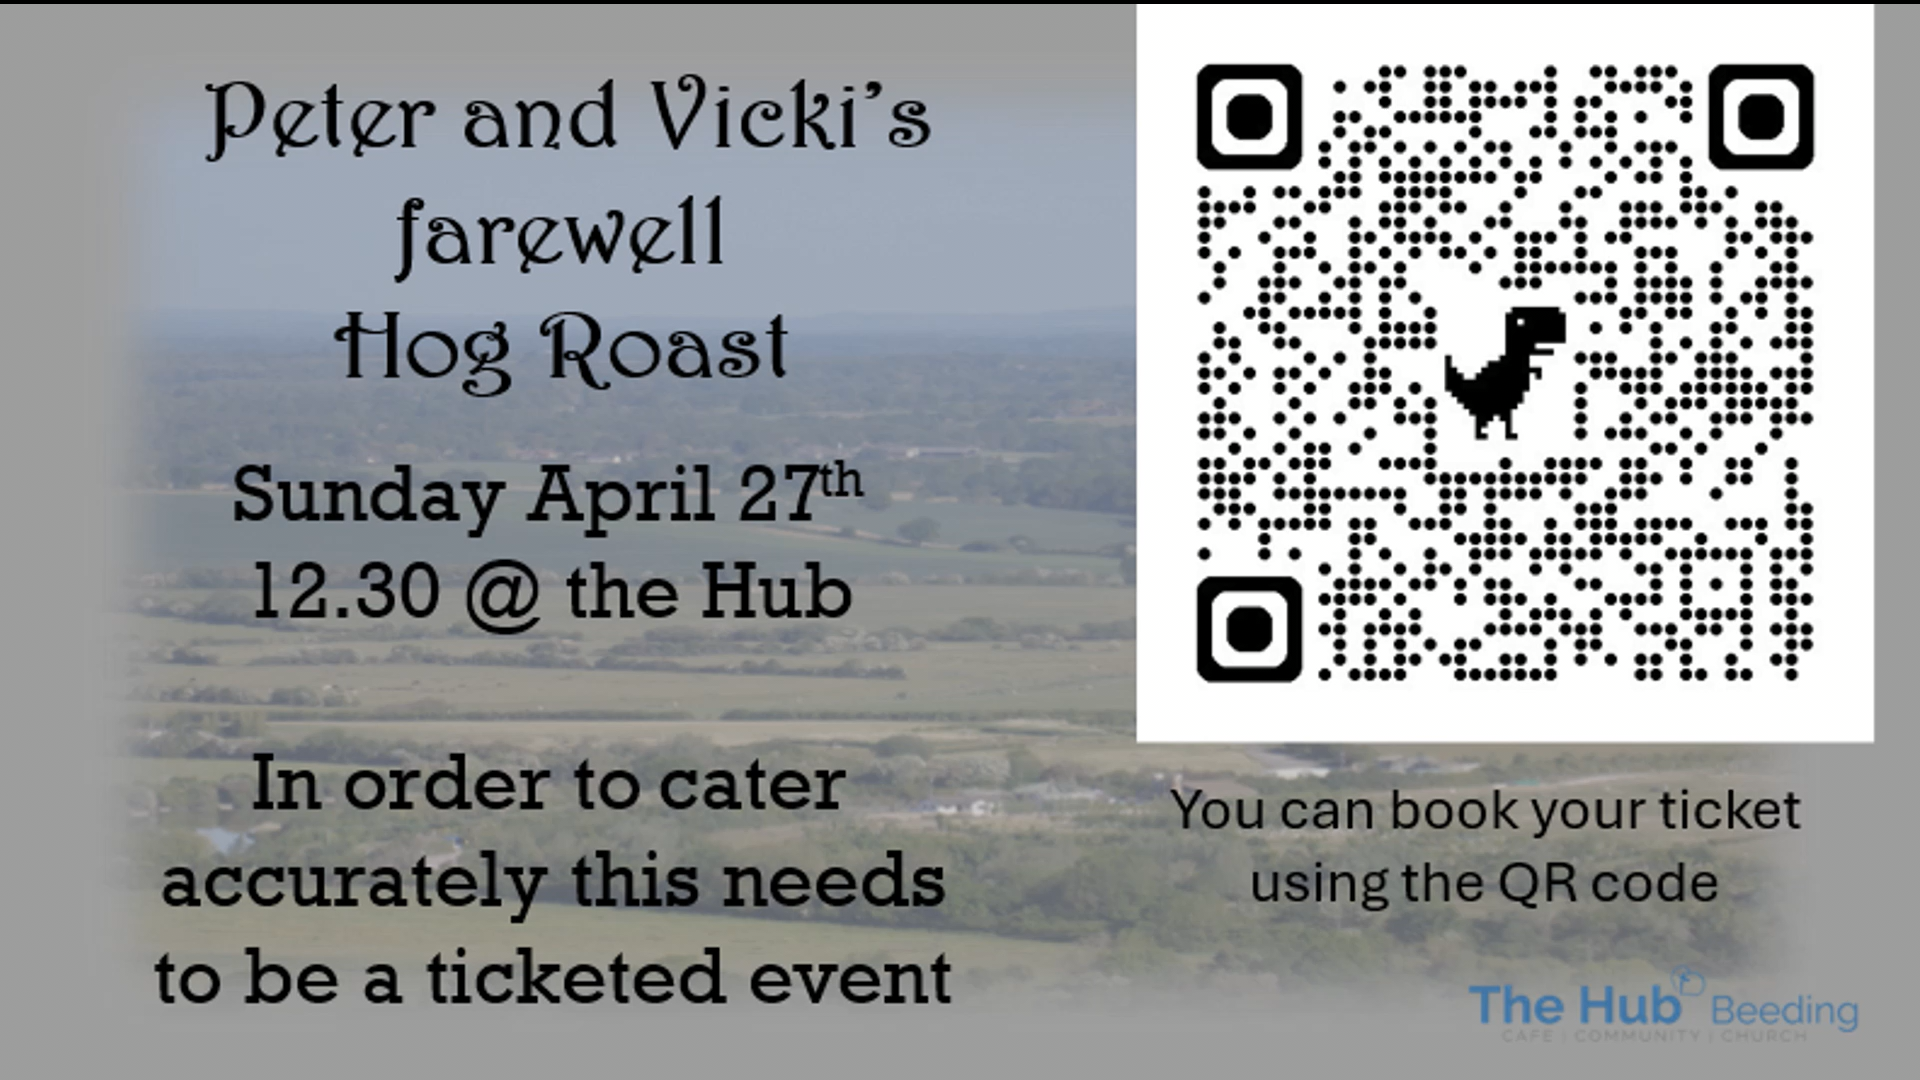 Peter and Vicki's
farewell
Hog Roast
Sunday April 27th
12.30 @ the Hub
In order to cater
accurately this needs
to be a ticketed event
You can book your ticket
using the QR code
The Hub Beeding
CAFE | COMMUNITY | CHURCH